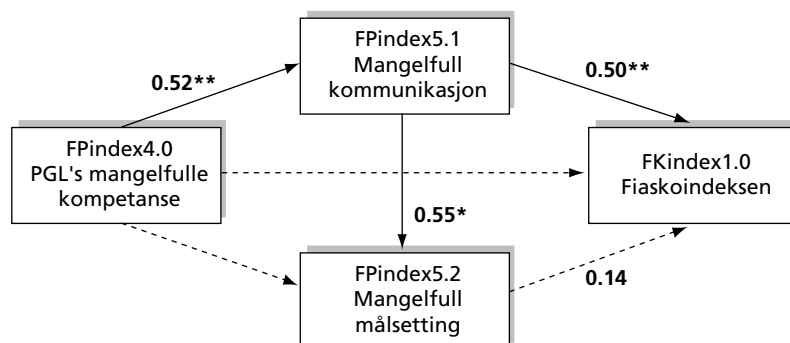 FPindex5.1
Mangelfull
kommunikasjon
0.52**
0.50**
FPindex4.0
PGL's mangelfulle
kompetanse
FKindex1.0
Fiaskoindeksen
0.55*
FPindex5.2
Mangelfull
målsetting
0.14